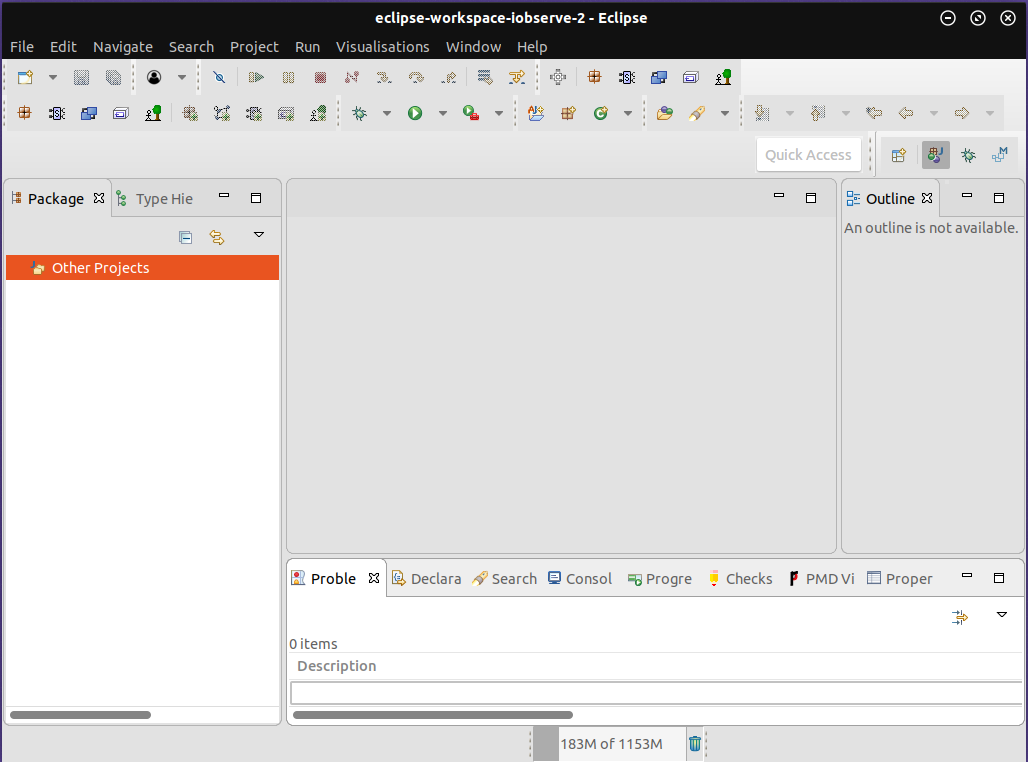 eclipse-workspace-iobserve-2 - Eclipse
File Edit Navigate Search Project Run Visualisations Window Help
Quick Access
Package Type Hie
Outline
An outline is not available.
Other Projects
Proble Declara Search Consol Progre Checks PMD Vi Proper
0 items
Description
183M of 1153M